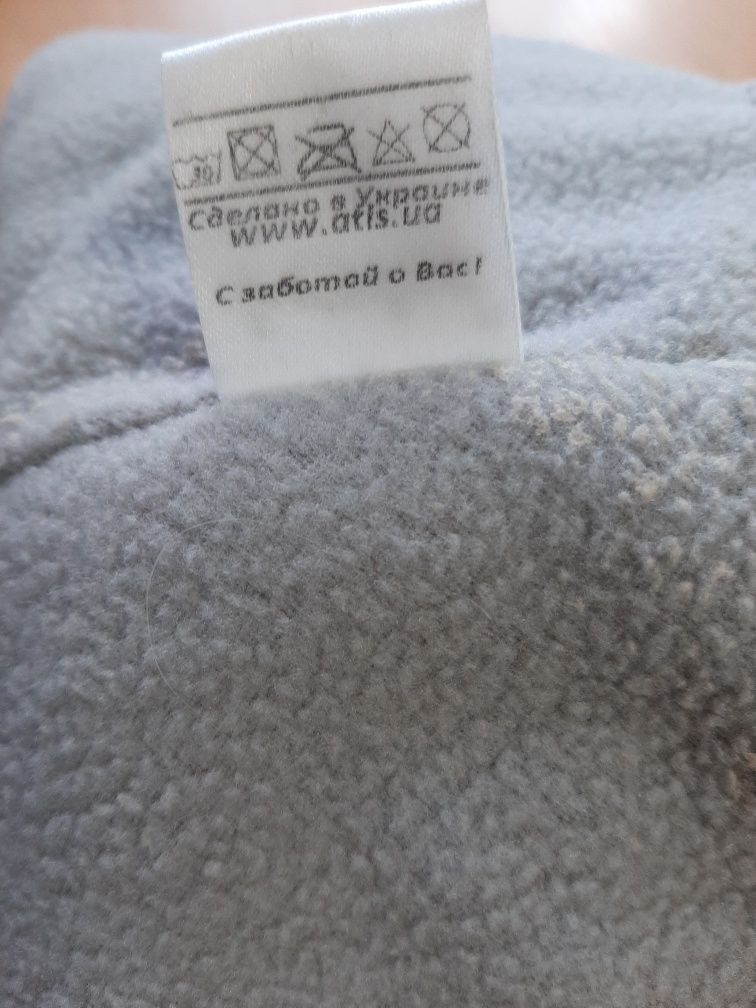 30
Сделано в Украине
www.atis.ua
С заботой о Вас!